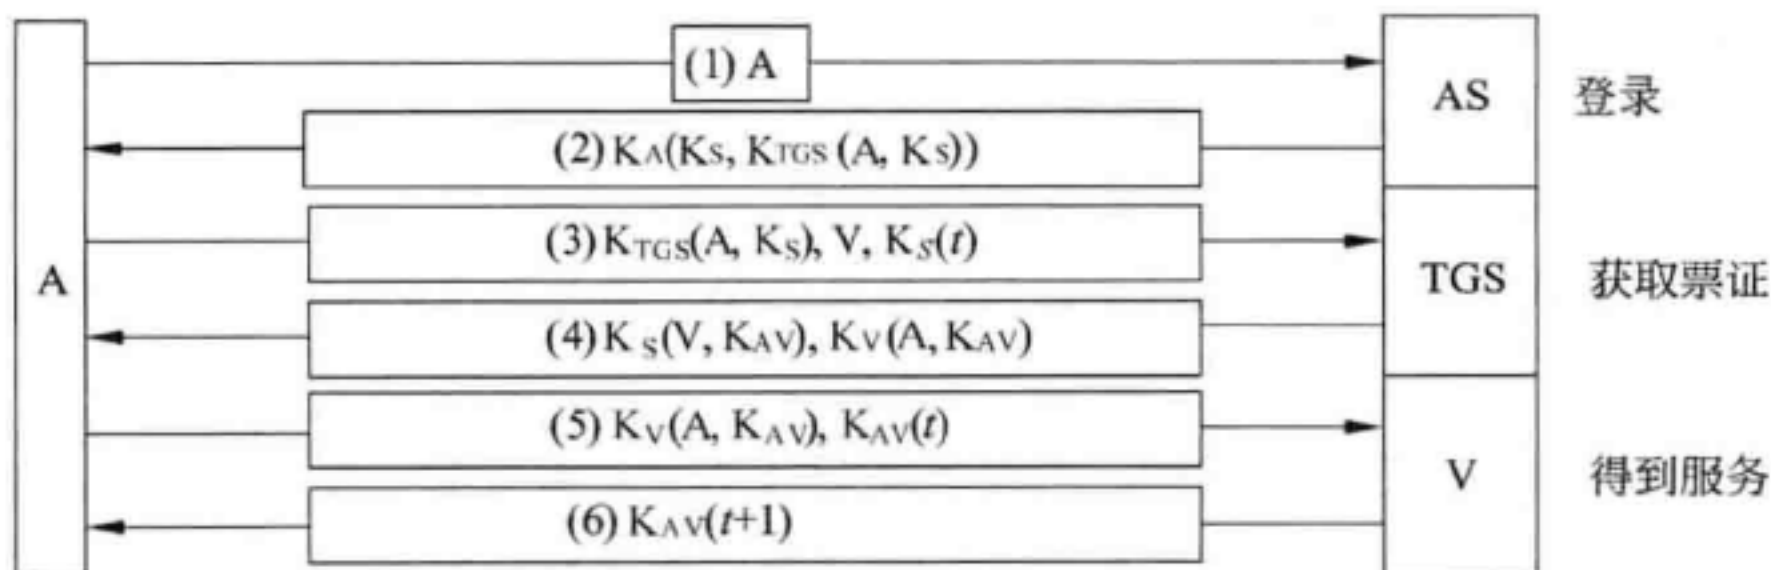 (1) A
AS 登录
(2) KA(KS, KTGS (A, KS))
(3) KTGS(A, KS), V, KS(t)
A
TGS 获取票证
(4) KS(V, KAV), KV(A, KAV)
(5) KV(A, KAV), KAV(t)
V 得到服务
(6) KAV(t+1)